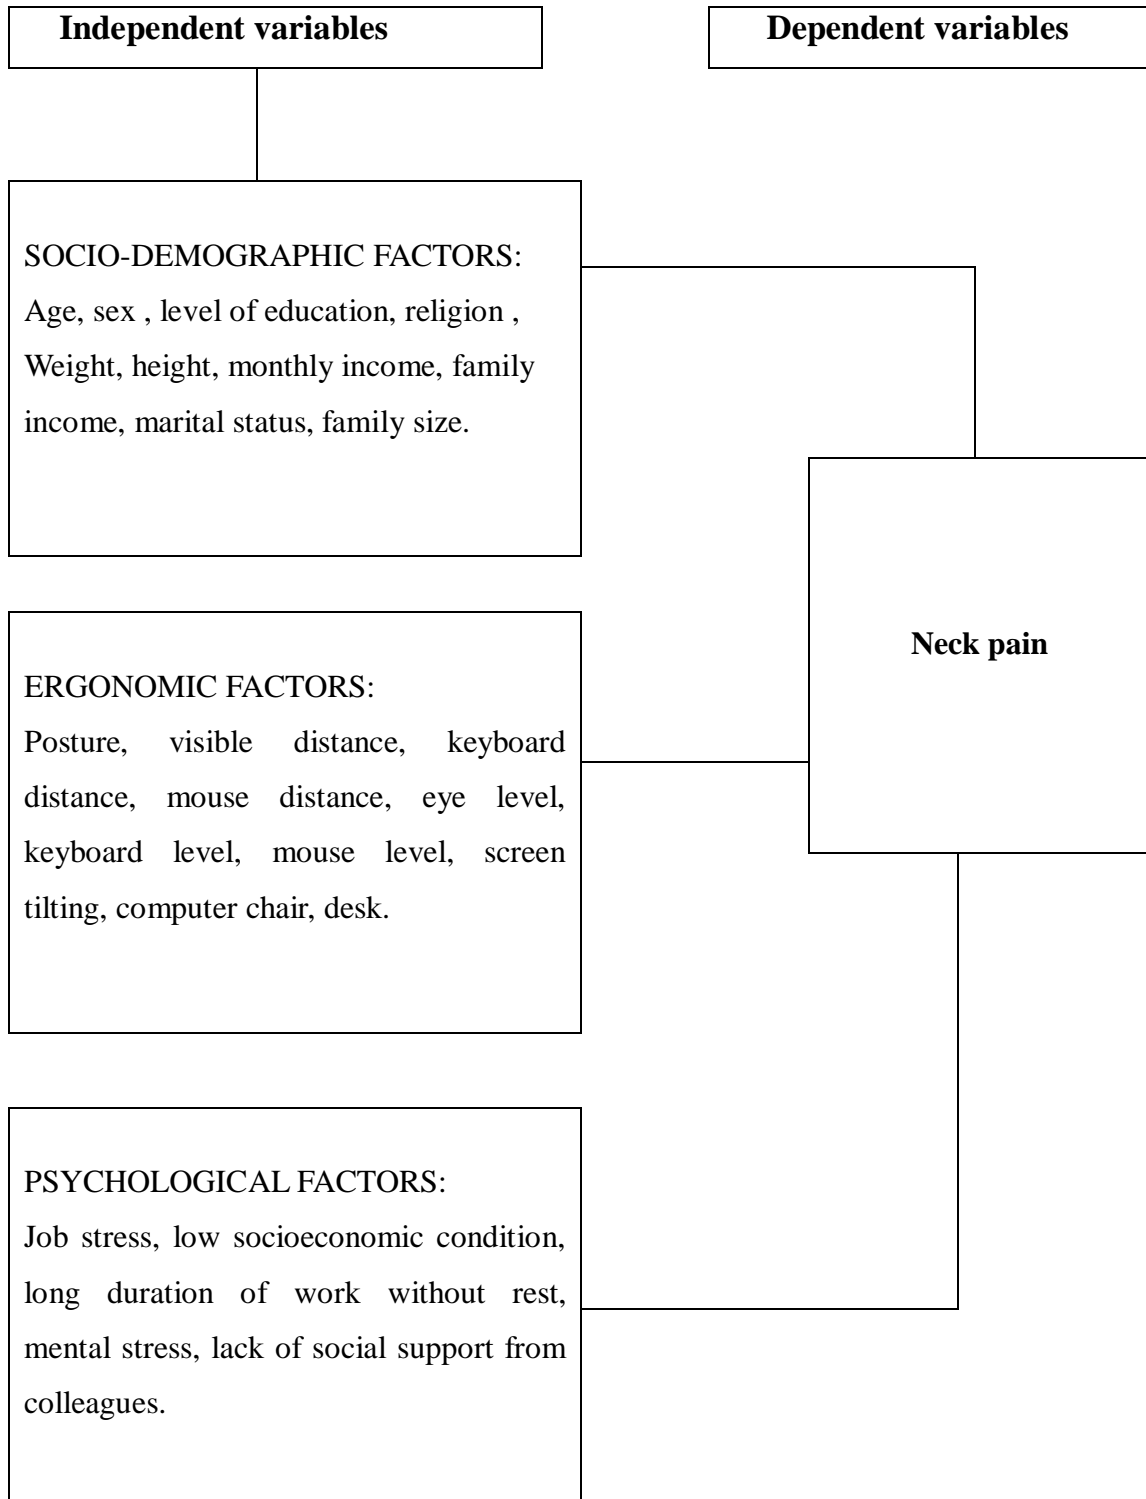 Independent variables
Dependent variables
SOCIO-DEMOGRAPHIC FACTORS:
Age, sex , level of education, religion ,
Weight, height, monthly income, family
income, marital status, family size.
Neck pain
ERGONOMIC FACTORS:
Posture, visible distance, keyboard
distance, mouse distance, eye level,
keyboard level, mouse level, screen
tilting, computer chair, desk.
PSYCHOLOGICAL FACTORS:
Job stress, low socioeconomic condition,
long duration of work without rest,
mental stress, lack of social support from
colleagues.